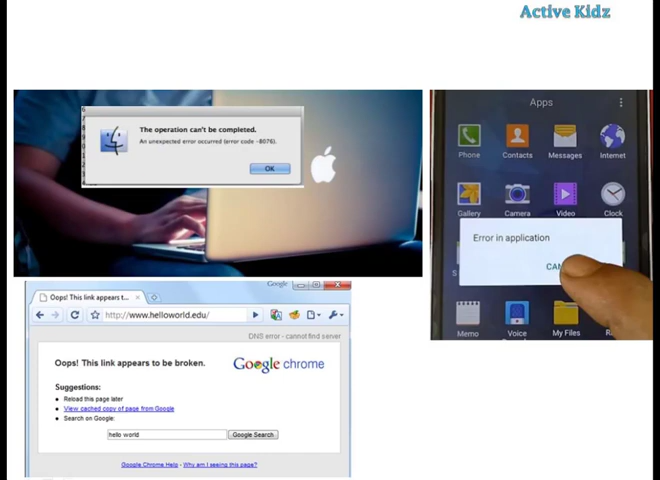 Active Kidz
The operation can't be completed.
An unexpected error occurred (error code -8076).
OK
Apps
Phone
Contacts
Messages
Internet
Gallery
Camera
Video
Clock
Error in application
Memo
Voice
My Files
Google
Oops! This link appears t...
http://www.helloworld.edu/
DNS error - cannot find server
Oops! This link appears to be broken.
Google chrome
Suggestions:
Reload this page later
View cached copy of page from Google
Search on Google:
hello world
Google Search
Google Chrome Help - Why am I seeing this page?